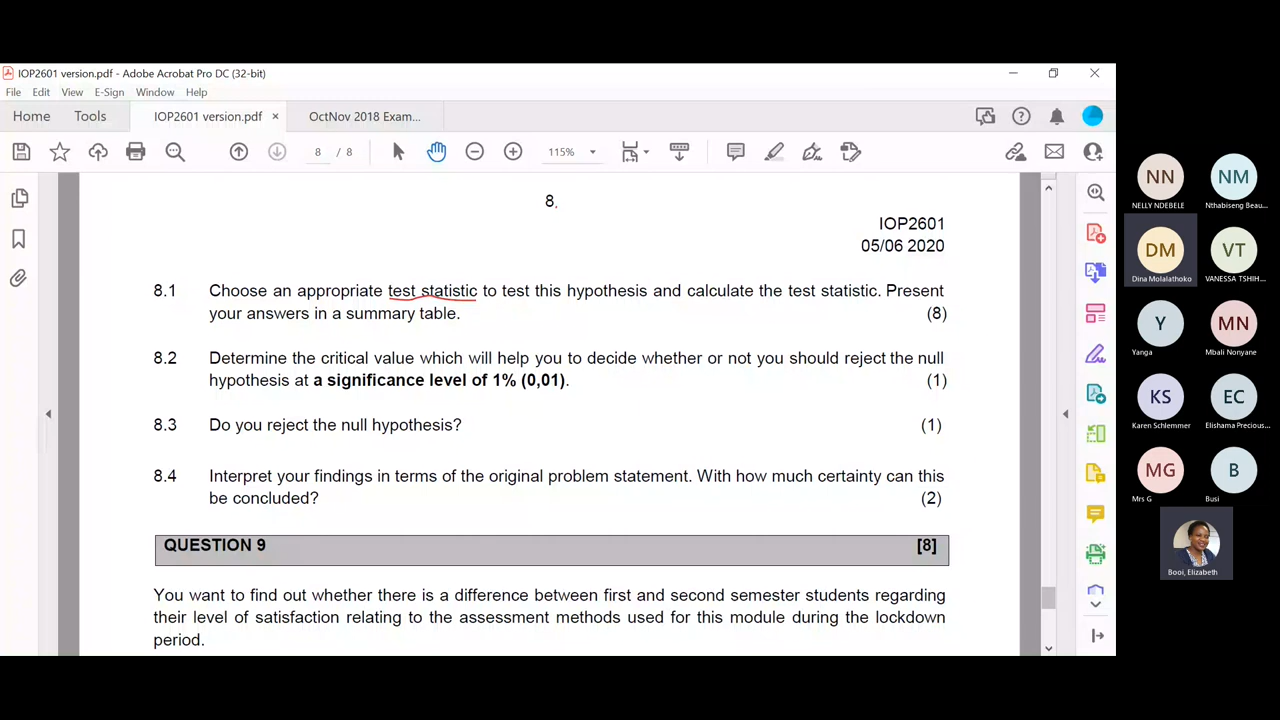 IOP2601 version.pdf - Adobe Acrobat Pro DC (32-bit)
File Edit View E-Sign Window Help
Home Tools IOP2601 version.pdf × OctNov 2018 Exam...
8 / 8 115%
8.
IOP2601
05/06 2020
8.1 Choose an appropriate test statistic to test this hypothesis and calculate the test statistic. Present
your answers in a summary table. (8)
8.2 Determine the critical value which will help you to decide whether or not you should reject the null
hypothesis at a significance level of 1% (0,01). (1)
8.3 Do you reject the null hypothesis? (1)
8.4 Interpret your findings in terms of the original problem statement. With how much certainty can this
be concluded? (2)
QUESTION 9 [8]
You want to find out whether there is a difference between first and second semester students regarding
their level of satisfaction relating to the assessment methods used for this module during the lockdown
period.
NN NM
NELLY NDEBELE Nthabiseng Beau...
DM VT
Dina Molalathoko VANESSA TSHIH...
Y MN
Yanga Mbali Nonyane
KS EC
Karen Schlemmer Elishama Precious...
MG B
Mrs G Busi
Booi, Elizabeth